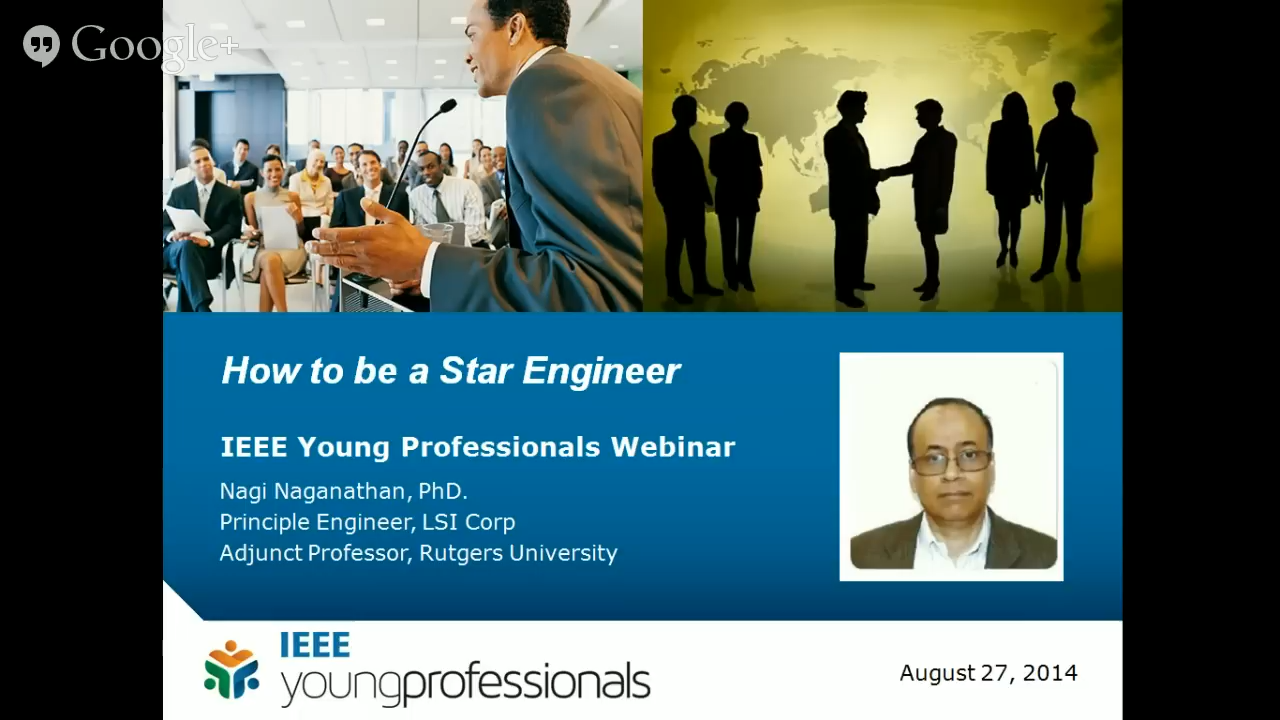 Google+
How to be a Star Engineer
IEEE Young Professionals Webinar
Nagi Naganathan, PhD.
Principle Engineer, LSI Corp
Adjunct Professor, Rutgers University
IEEE
youngprofessionals
August 27, 2014